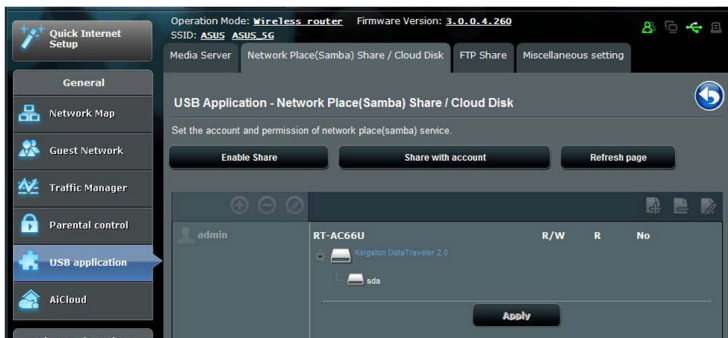 Operation Mode: Wireless router Firmware Version: 3.0.0.4.260
SSID: ASUS ASUS_5G
Quick Internet
Setup
Media Server
Network Place(Samba) Share / Cloud Disk
FTP Share
Miscellaneous setting
General
Network Map
Guest Network
Traffic Manager
Parental control
USB application
AiCloud
USB Application - Network Place(Samba) Share / Cloud Disk
Set the account and permission of network place(samba) service.
Enable Share
Share with account
Refresh page
admin
RT-AC66U
R/W
R
No
Kingston DataTraveler 2.0
sda
Apply